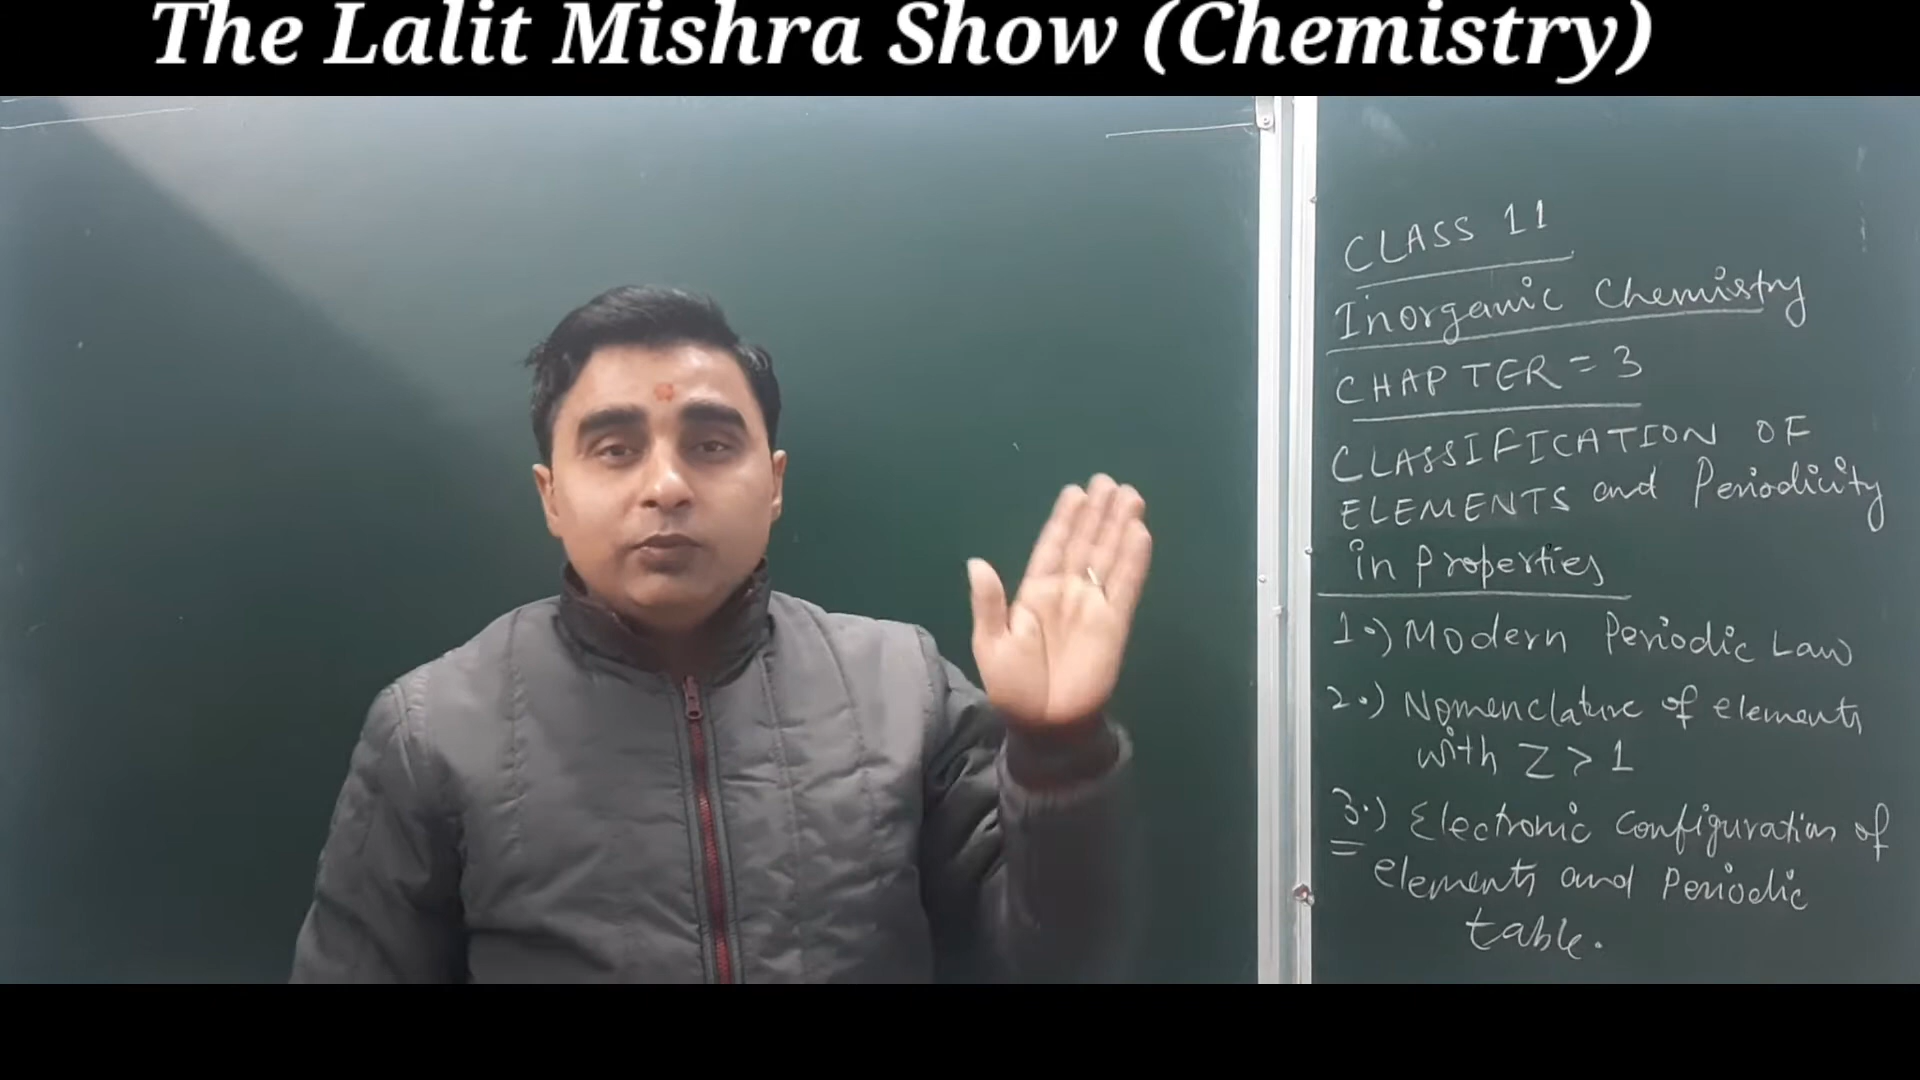 The Lalit Mishra Show (Chemistry)
CLASS 11
Inorganic Chemistry
CHAPTER = 3
CLASSIFICATION OF
ELEMENTS and Periodicity
in Properties
1.) Modern Periodic Law
2.) Nomenclature of elements
with Z > 1
3.) Electronic configuration of
elements and Periodic
table.